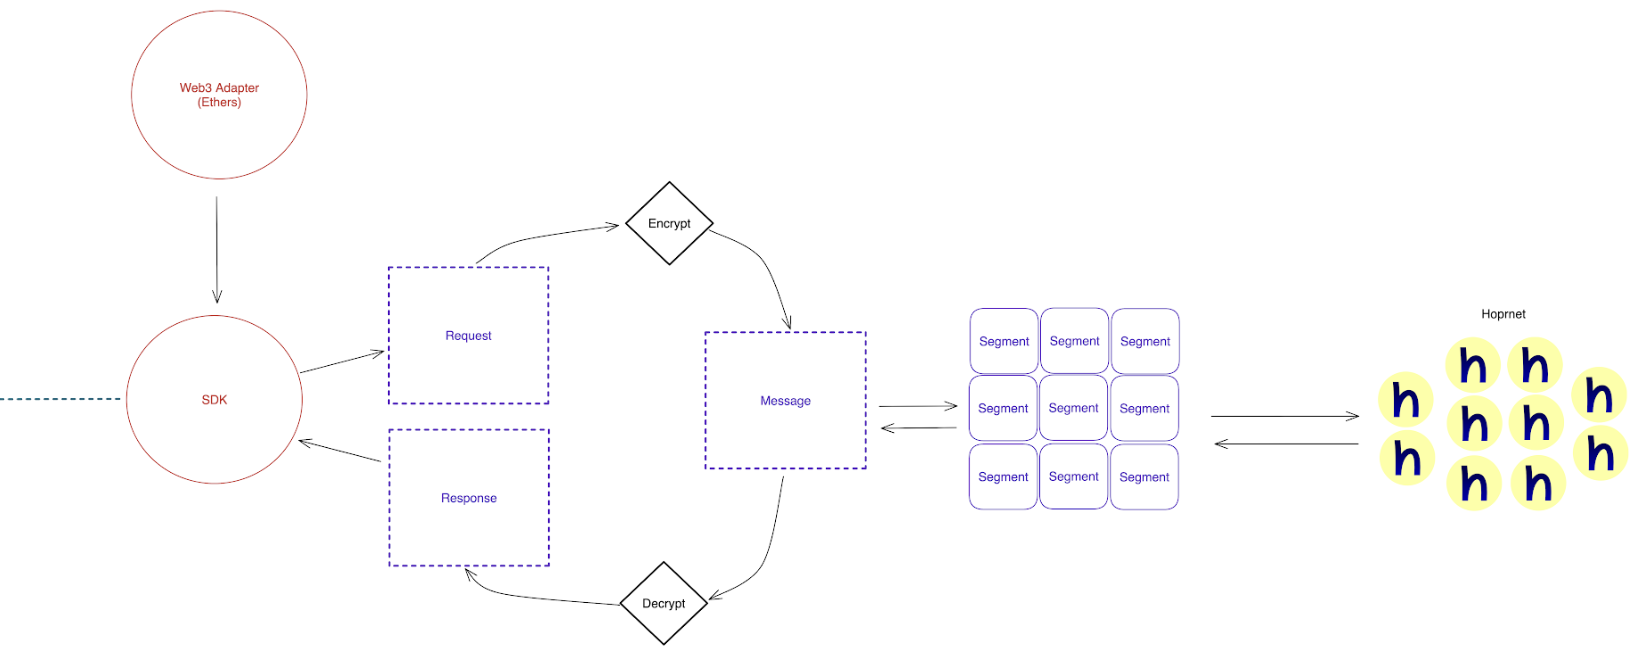 Web3 Adapter
(Ethers)
SDK
Request
Response
Encrypt
Decrypt
Message
Segment Segment Segment
Segment Segment Segment
Segment Segment Segment
Hoprnet
h h
h h
h h
h h
h h